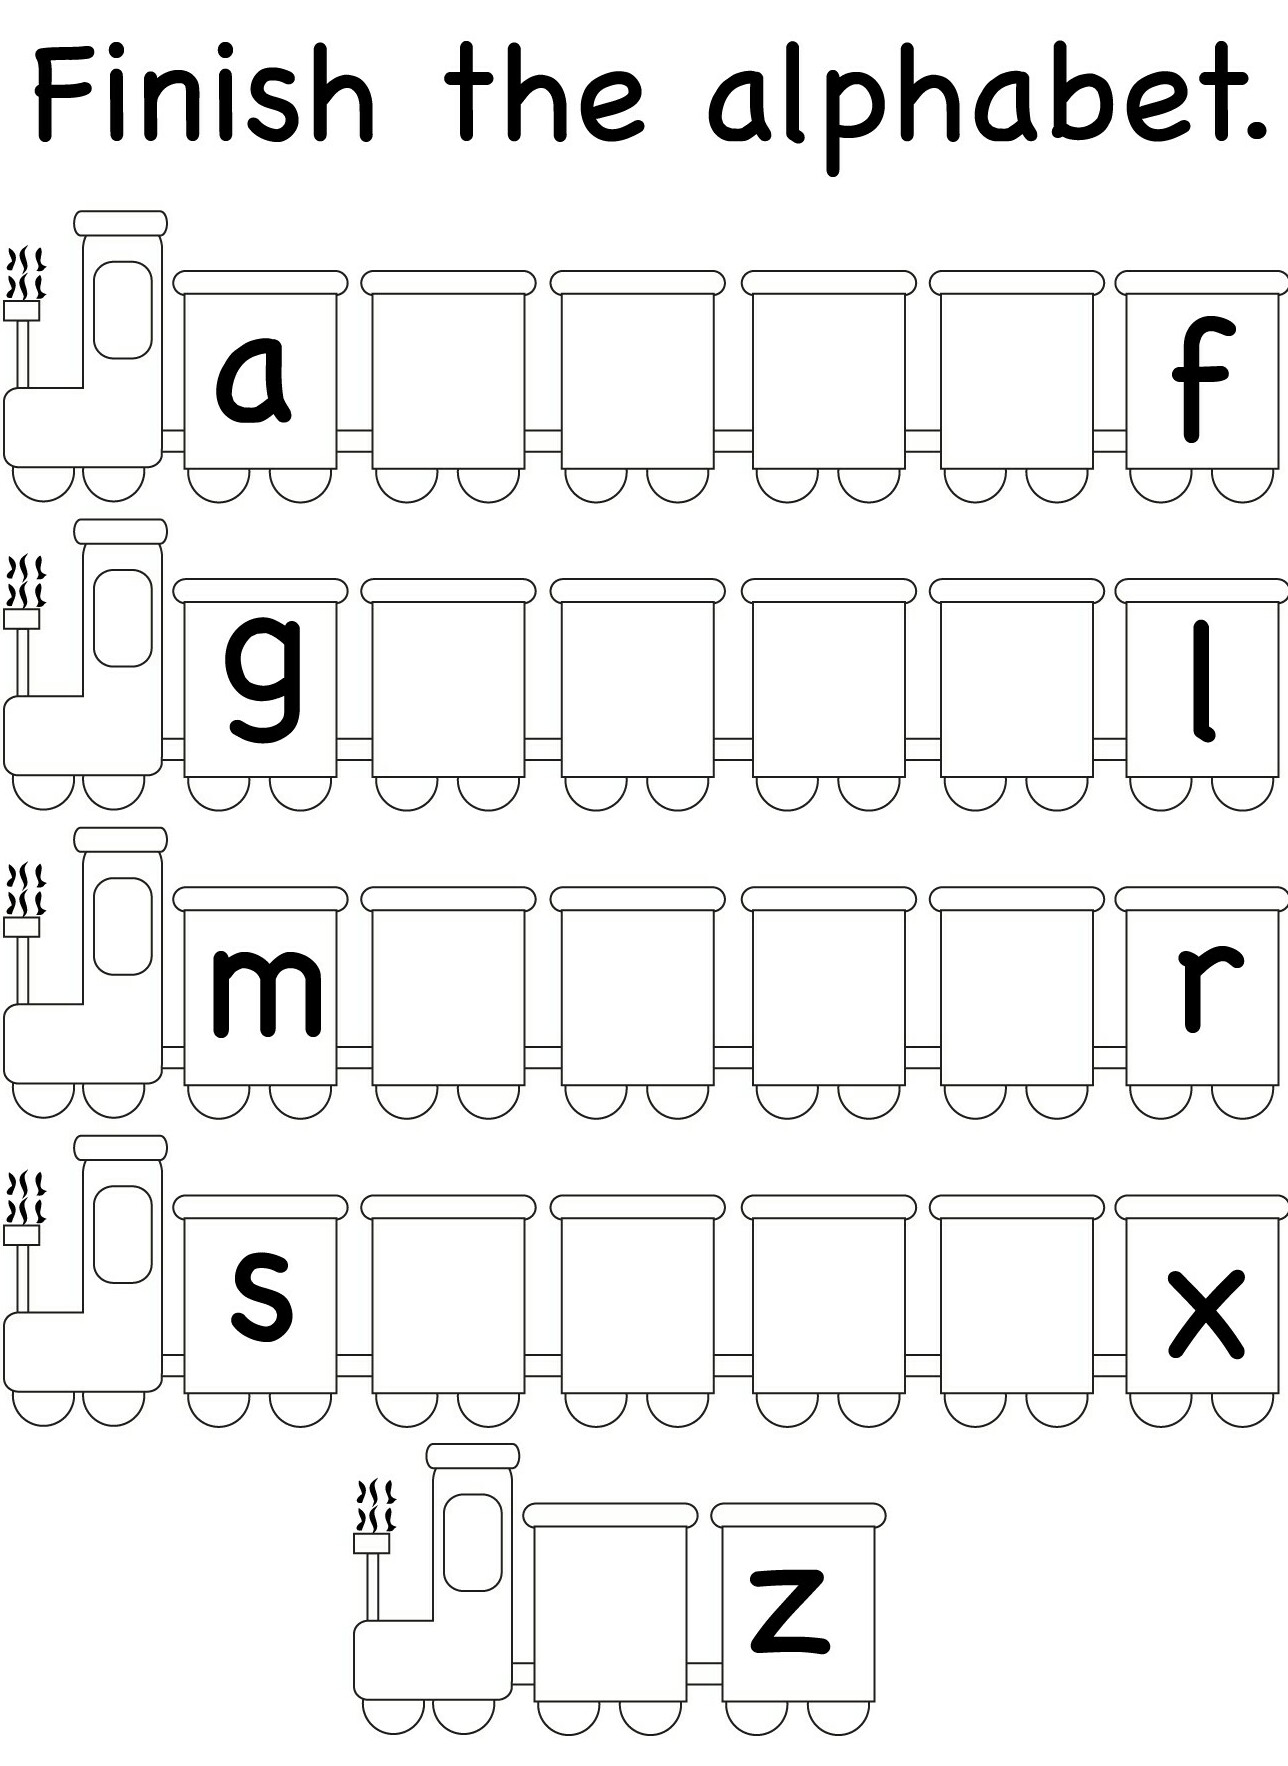 Finish the alphabet.
a f
g l
m r
s x
z